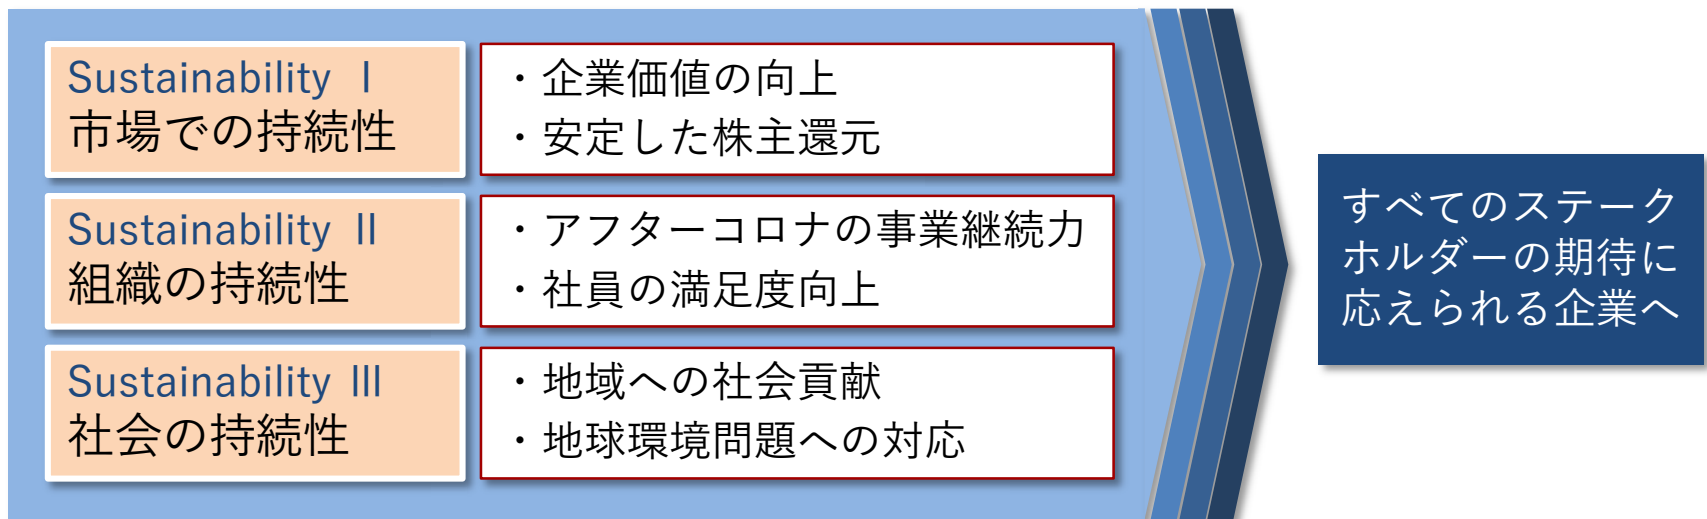 Sustainability Ⅰ
市場での持続性
・企業価値の向上
・安定した株主還元
Sustainability Ⅱ
組織の持続性
・アフターコロナの事業継続力
・社員の満足度向上
Sustainability Ⅲ
社会の持続性
・地域への社会貢献
・地球環境問題への対応
すべてのステーク
ホルダーの期待に
応えられる企業へ